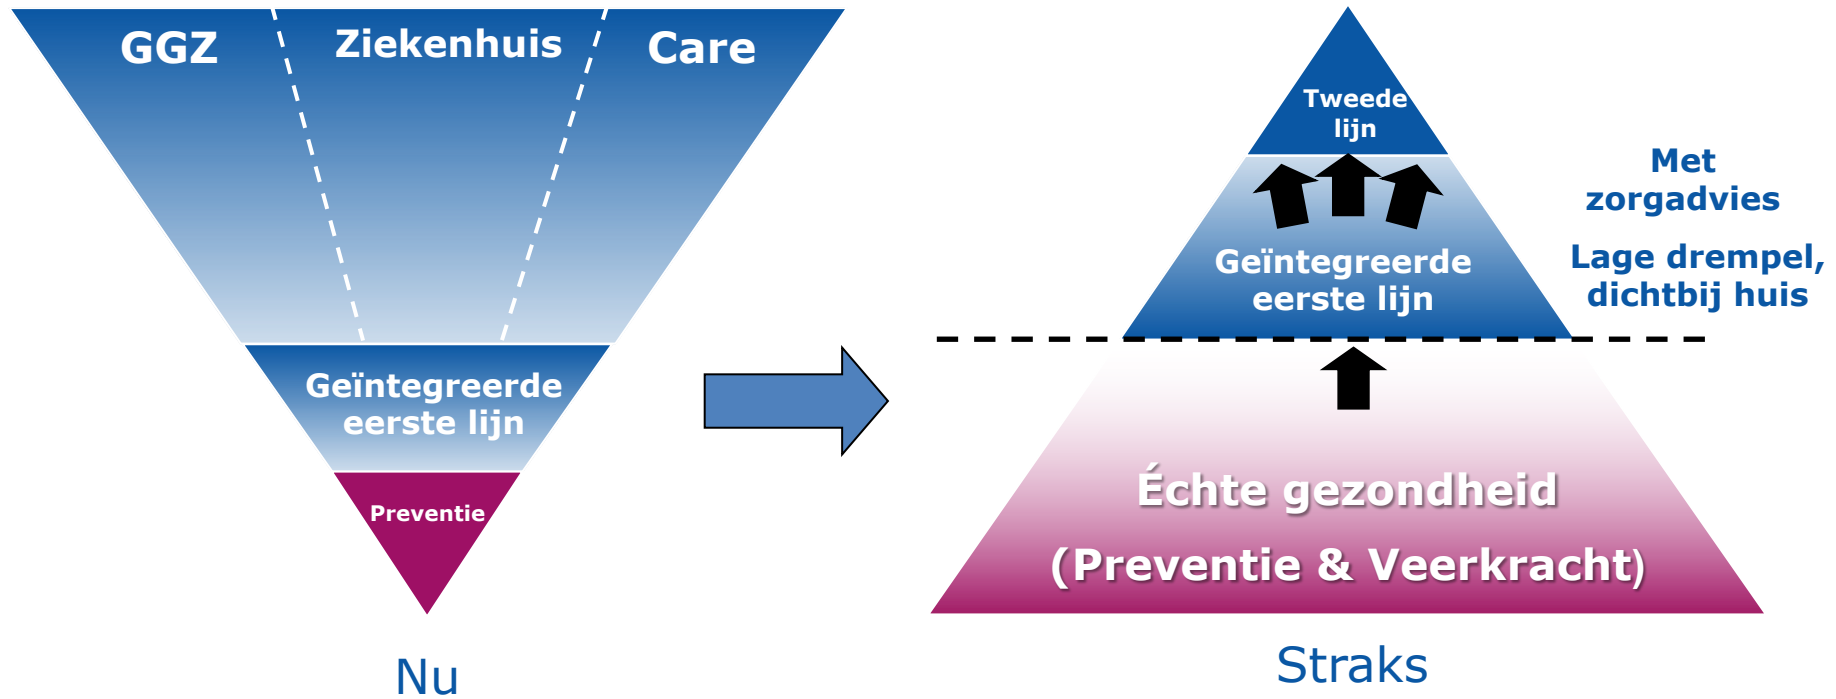 GGZ
Ziekenhuis
Care
Geïntegreerde
eerste lijn
Preventie
Nu
Tweede
lijn
Geïntegreerde
eerste lijn
Met
zorgadvies
Lage drempel,
dichtbij huis
Échte gezondheid
(Preventie & Veerkracht)
Straks